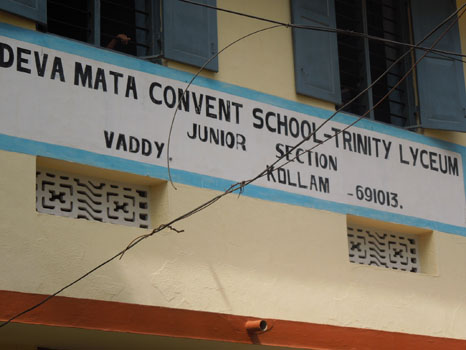 DEVA MATA CONVENT SCHOOL-TRINITY LYCEUM
JUNIOR SECTION
VADDY, KOLLAM -691013.